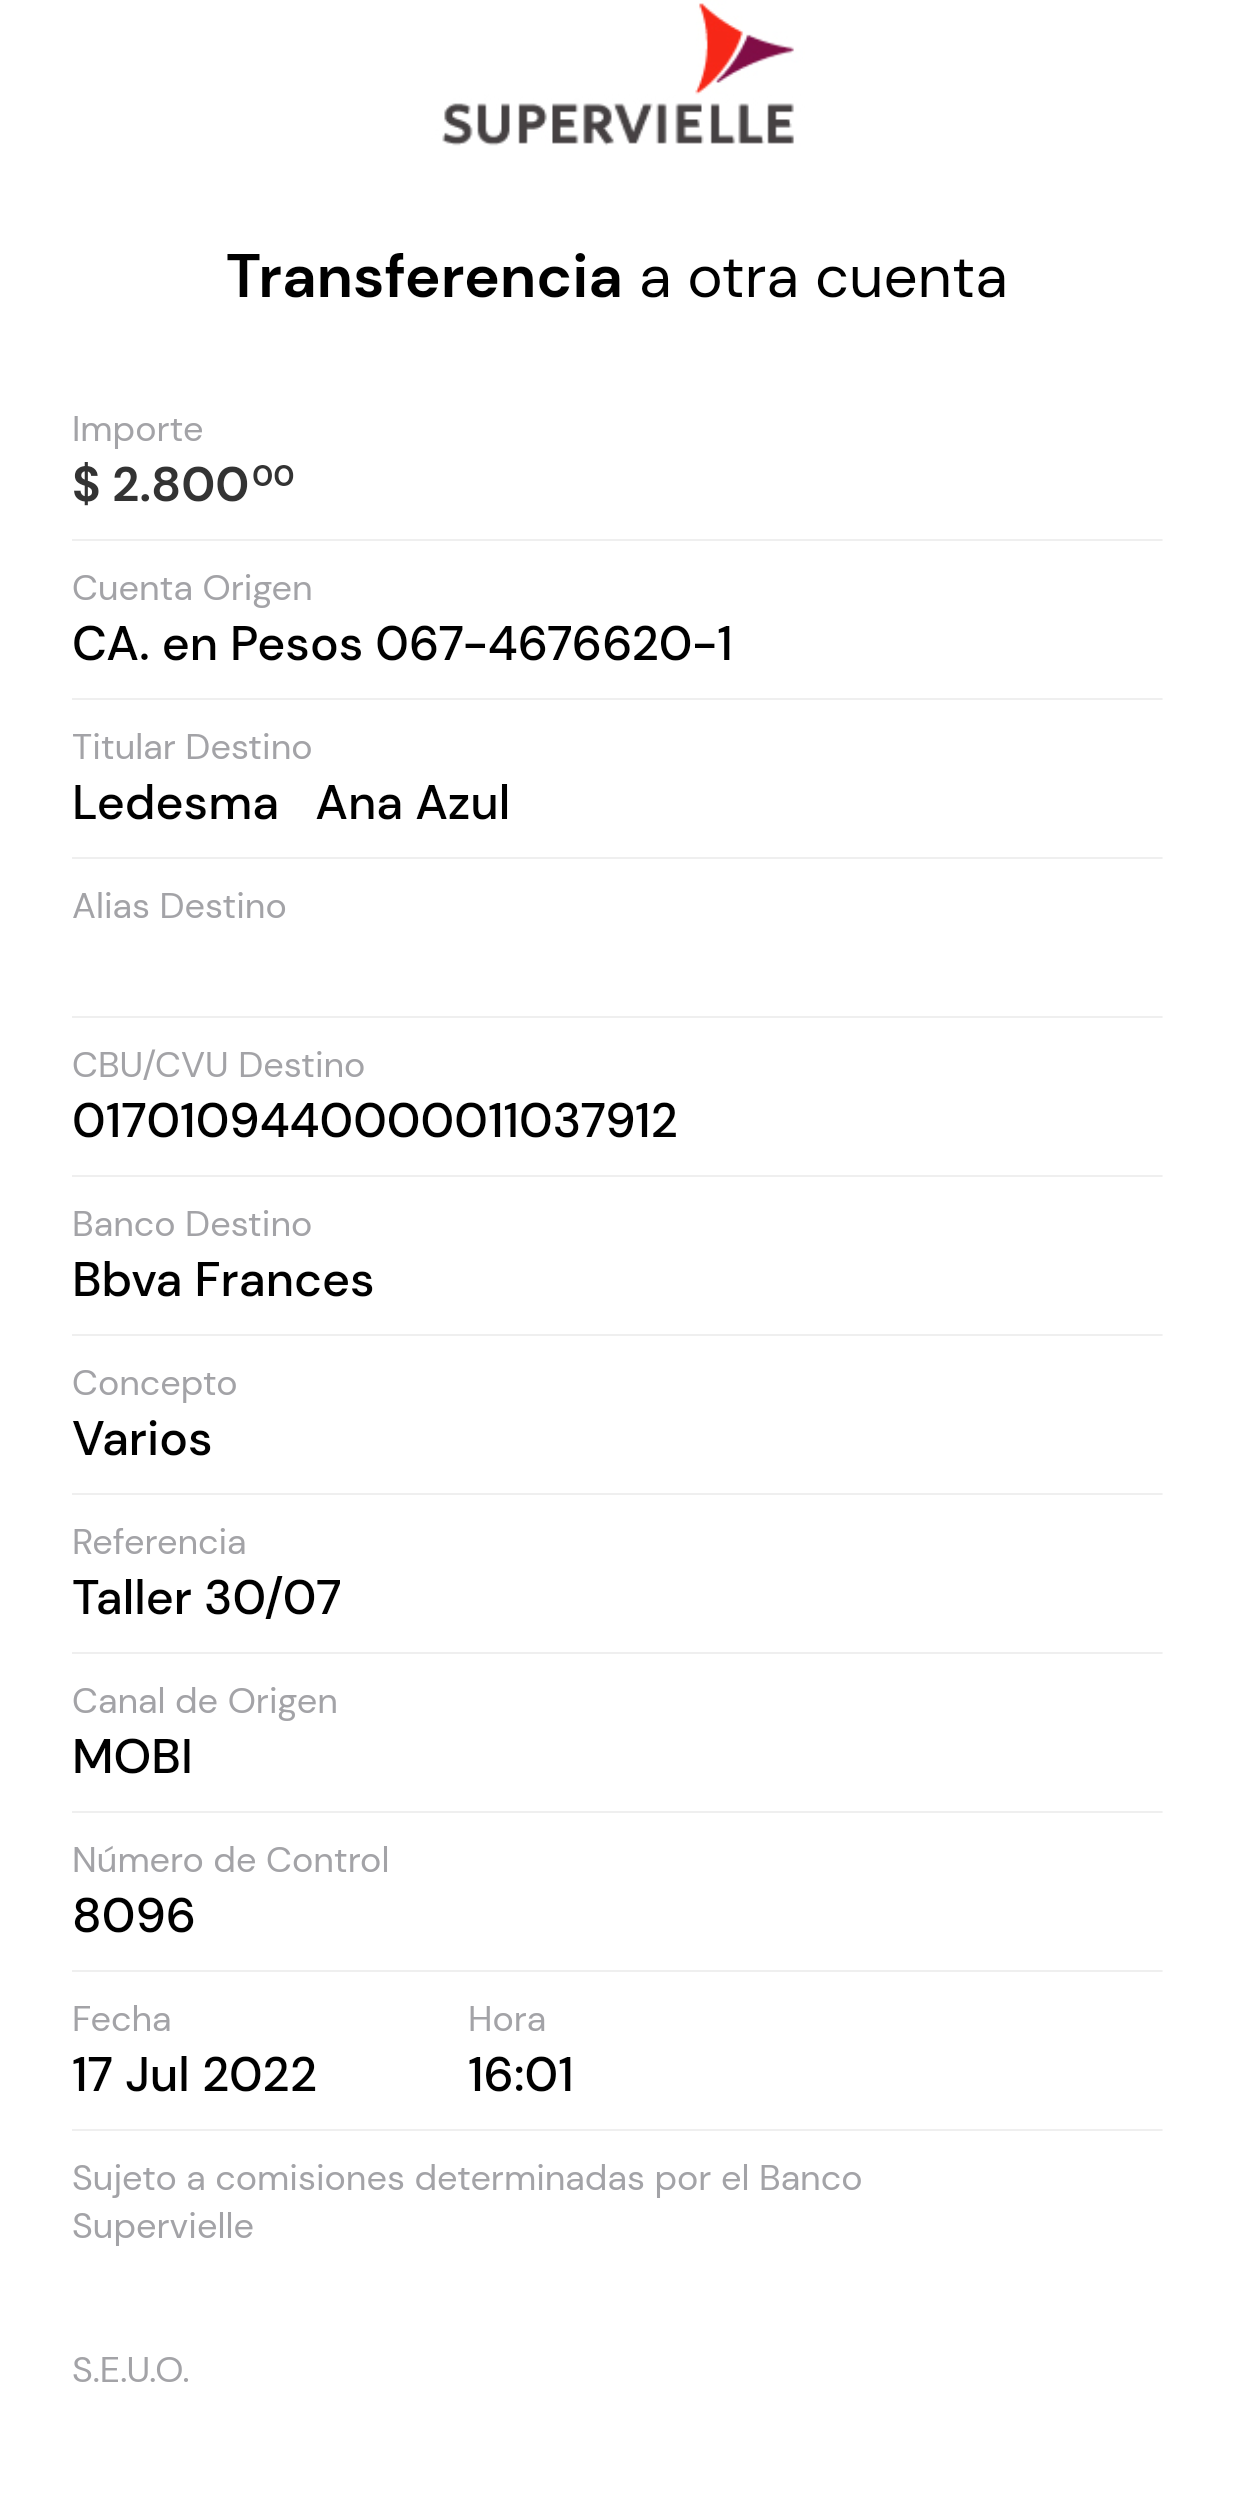 SUPERVIELLE
Transferencia a otra cuenta
Importe
$ 2.800⁰⁰
Cuenta Origen
CA. en Pesos 067-4676620-1
Titular Destino
Ledesma   Ana Azul
Alias Destino
CBU/CVU Destino
0170109440000011037912
Banco Destino
Bbva Frances
Concepto
Varios
Referencia
Taller 30/07
Canal de Origen
MOBI
Número de Control
8096
Fecha Hora
17 Jul 2022 16:01
Sujeto a comisiones determinadas por el Banco
Supervielle
S.E.U.O.